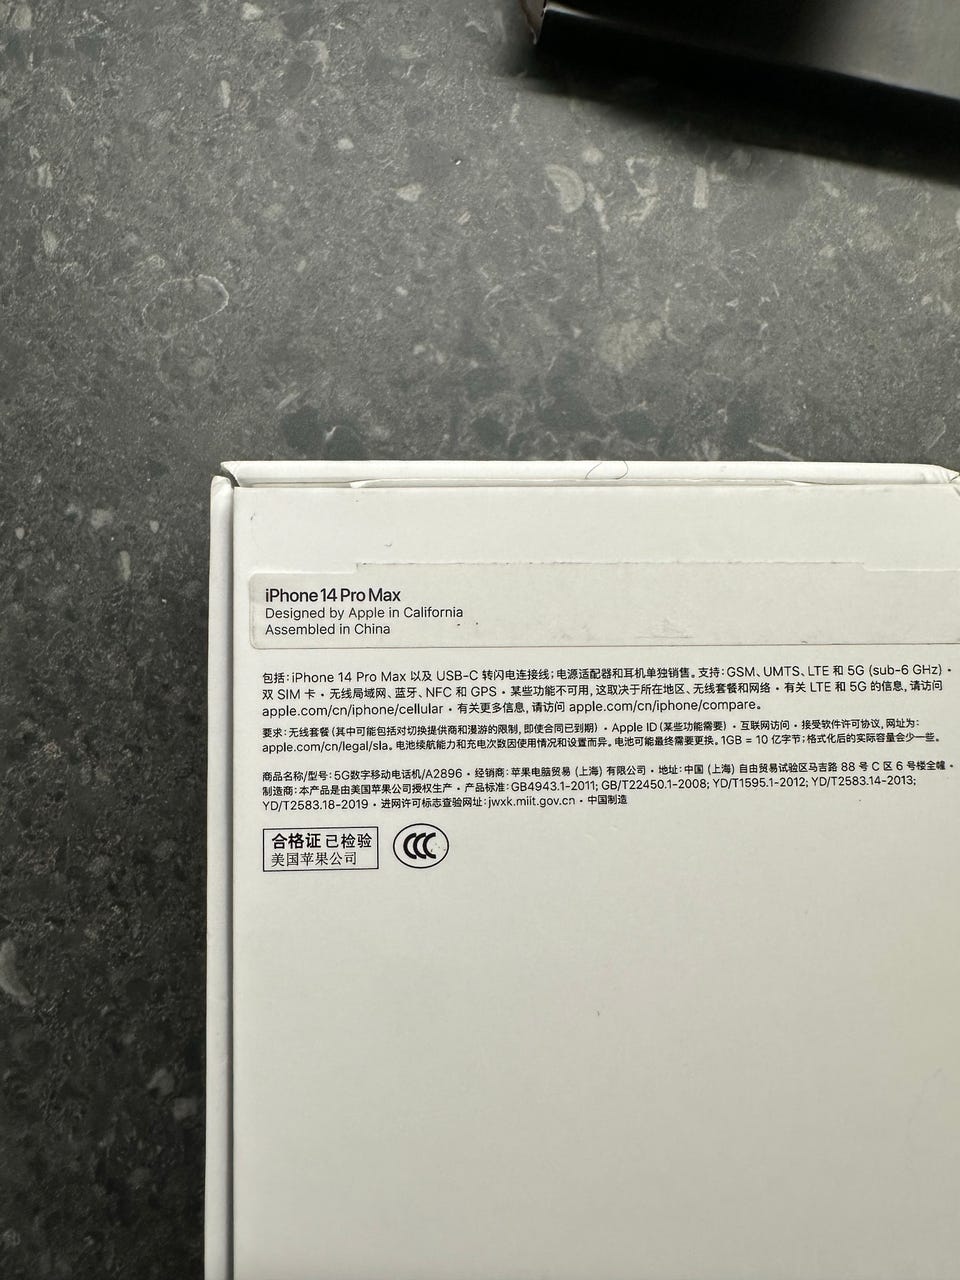 iPhone 14 Pro Max
Designed by Apple in California
Assembled in China
包括: iPhone 14 Pro Max 以及 USB-C 转闪电连接线; 电源适配器和耳机单独销售。支持: GSM、UMTS、LTE 和 5G (sub-6 GHz) •
双 SIM 卡 • 无线局域网、蓝牙、NFC 和 GPS • 某些功能不可用, 这取决于所在地区、无线套餐和网络 • 有关 LTE 和 5G 的信息, 请访问
apple.com/cn/iphone/cellular • 有关更多信息, 请访问 apple.com/cn/iphone/compare。
要求: 无线套餐 (其中可能包括对切换提供商和漫游的限制, 即使合同已到期) • Apple ID (某些功能需要) • 互联网访问 • 接受软件许可协议, 网址为:
apple.com/cn/legal/sla。电池续航能力和充电次数因使用情况和设置而异。电池可能最终需要更换。1GB = 10 亿字节; 格式化后的实际容量会少一些。
商品名称/型号: 5G数字移动电话机/A2896 • 经销商: 苹果电脑贸易 (上海) 有限公司 • 地址: 中国 (上海) 自由贸易试验区马吉路 88 号 C 区 6 号楼全幢 •
制造商: 本产品是由美国苹果公司授权生产 • 产品标准: GB4943.1-2011; GB/T22450.1-2008; YD/T1595.1-2012; YD/T2583.14-2013;
YD/T2583.18-2019 • 进网许可标志查验网址: jwxk.miit.gov.cn • 中国制造
合格证 已检验
美国苹果公司
CCC